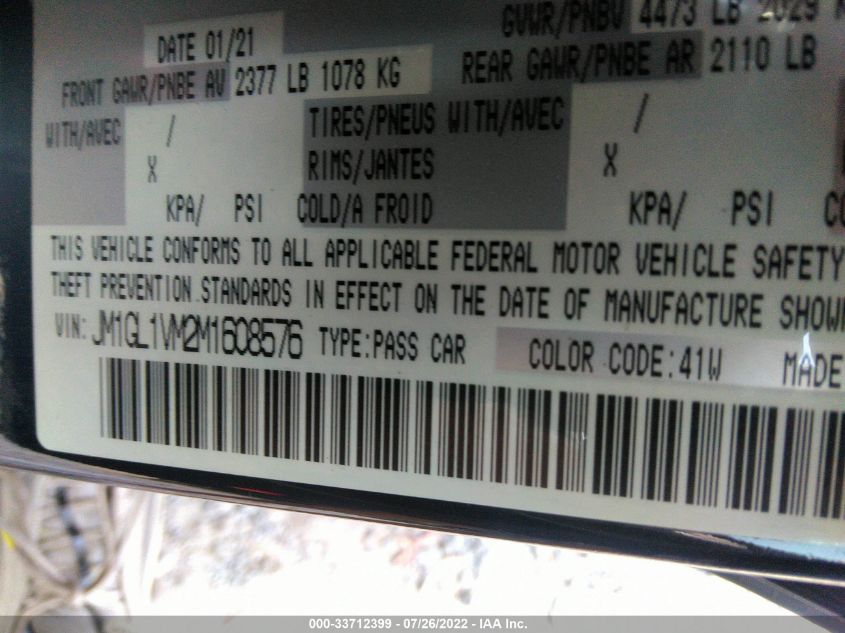 GVWR/PNBV 4473 LB 2029
DATE 01/21
FRONT GAWR/PNBE AV 2377 LB 1078 KG REAR GAWR/PNBE AR 2110 LB
WITH/AVEC / TIRES/PNEUS WITH/AVEC /
X RIMS/JANTES X
KPA/ PSI COLD/A FROID KPA/ PSI
THIS VEHICLE CONFORMS TO ALL APPLICABLE FEDERAL MOTOR VEHICLE SAFETY
THEFT PREVENTION STANDARDS IN EFFECT ON THE DATE OF MANUFACTURE SHOWN
VIN: JM1GL1VM2M1608576 TYPE:PASS CAR COLOR CODE:41W MADE
000-33712399 - 07/26/2022 - IAA Inc.